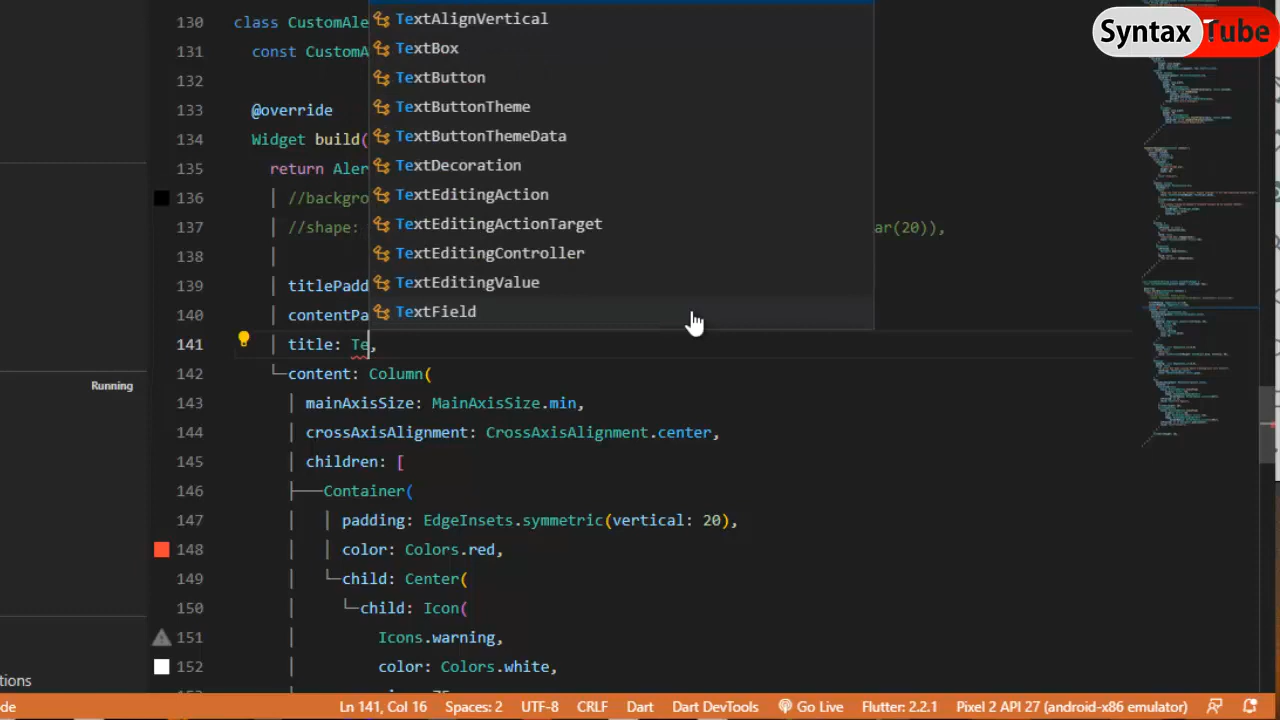 Syntax Tube
130 class CustomAle
TextAlignVertical
131 const CustomA
TextBox
132
TextButton
133 @override
TextButtonTheme
134 Widget build(
TextButtonThemeData
135 return Aler
TextDecoration
136 //backgro
TextEditingAction
137 //shape: ar(20)),
TextEditingActionTarget
138
TextEditingController
139 titlePadd
TextEditingValue
140 contentPa
TextField
141 title: Te,
142 content: Column(
Running
143 mainAxisSize: MainAxisSize.min,
144 crossAxisAlignment: CrossAxisAlignment.center,
145 children: [
146 Container(
147 padding: EdgeInsets.symmetric(vertical: 20),
148 color: Colors.red,
149 child: Center(
150 child: Icon(
151 Icons.warning,
152 color: Colors.white,
tions
de Ln 141, Col 16 Spaces: 2 UTF-8 CRLF Dart Dart DevTools Go Live Flutter: 2.2.1 Pixel 2 API 27 (android-x86 emulator)